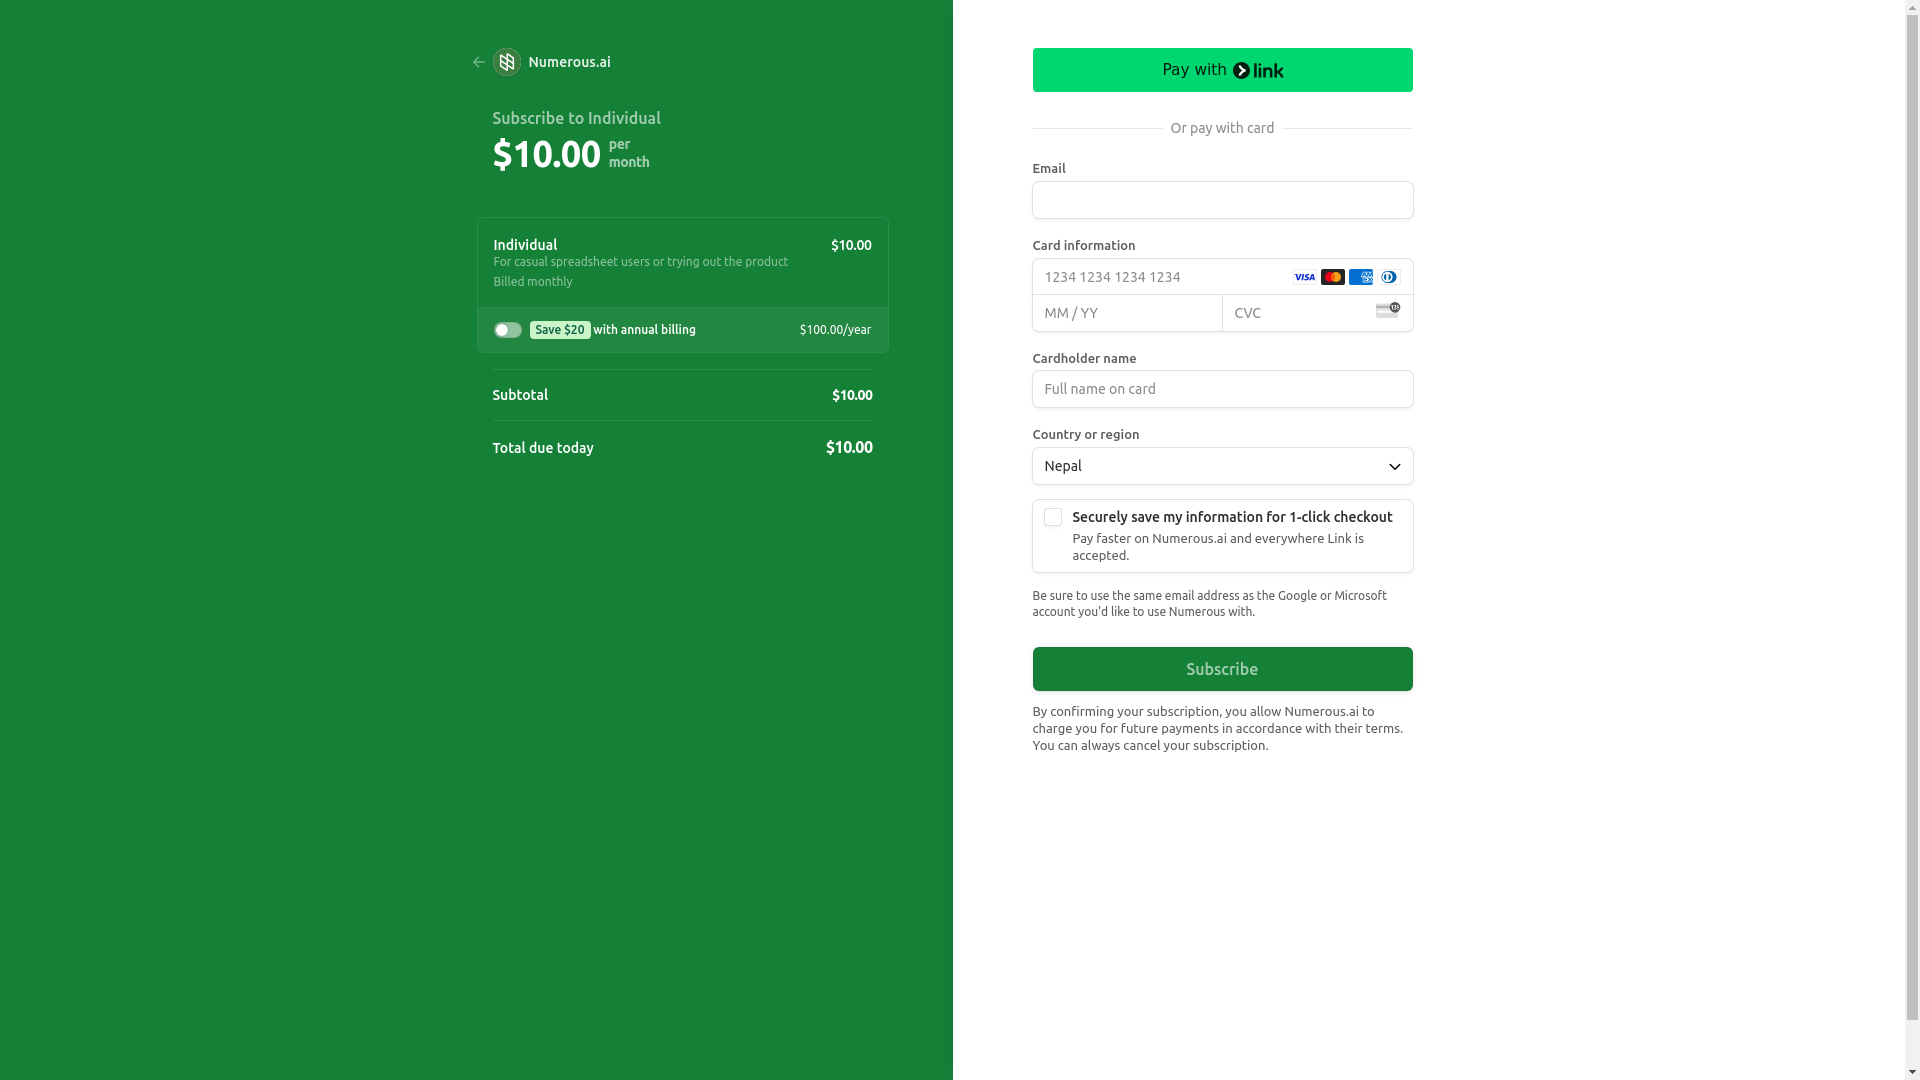 Numerous.ai
Subscribe to Individual
$10.00 per
month
Individual $10.00
For casual spreadsheet users or trying out the product
Billed monthly
Save $20 with annual billing $100.00/year
Subtotal $10.00
Total due today $10.00
Pay with link
Or pay with card
Email
Card information
1234 1234 1234 1234 VISA
MM / YY CVC
Cardholder name
Full name on card
Country or region
Nepal
Securely save my information for 1-click checkout
Pay faster on Numerous.ai and everywhere Link is
accepted.
Be sure to use the same email address as the Google or Microsoft
account you’d like to use Numerous with.
Subscribe
By confirming your subscription, you allow Numerous.ai to
charge you for future payments in accordance with their terms.
You can always cancel your subscription.